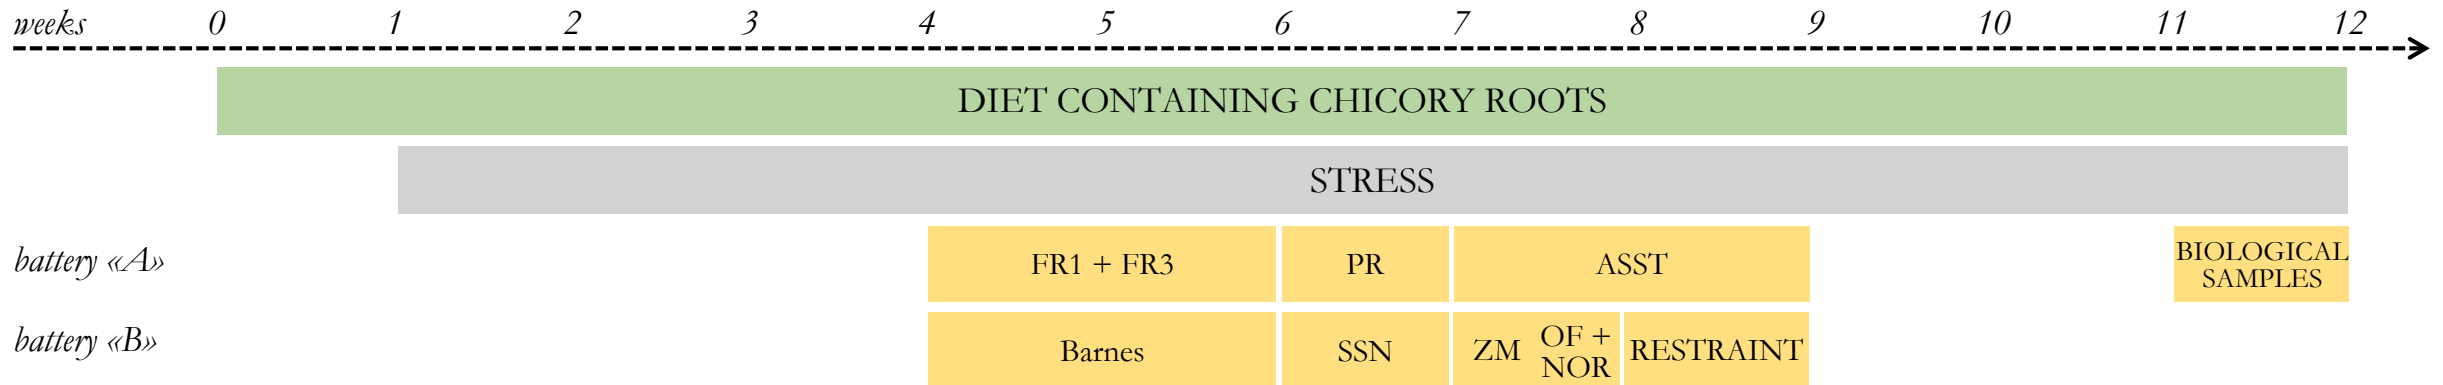 weeks 0 1 2 3 4 5 6 7 8 9 10 11 12
DIET CONTAINING CHICORY ROOTS
STRESS
battery «A» FR1 + FR3 PR ASST BIOLOGICAL
SAMPLES
battery «B» Barnes SSN ZM OF +
NOR RESTRAINT